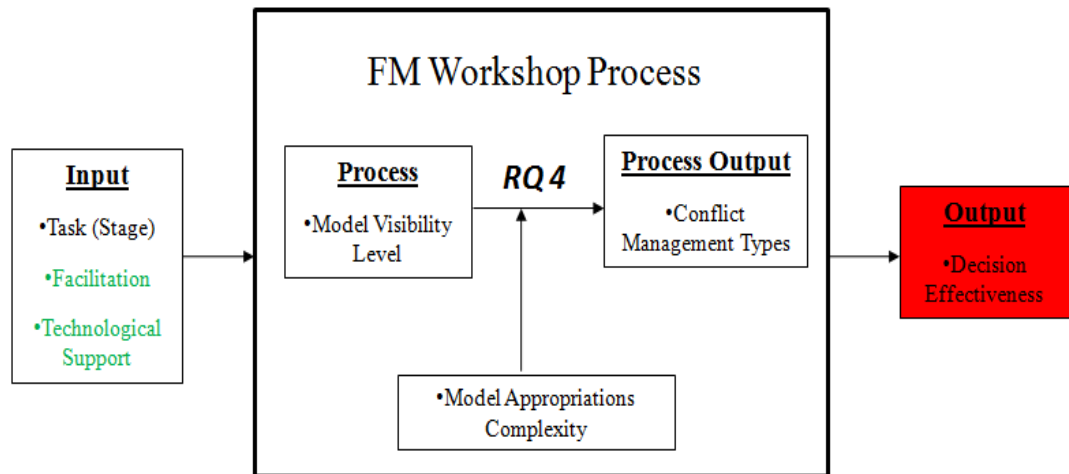 FM Workshop Process
Input
•Task (Stage)
•Facilitation
•Technological
Support
Process
•Model Visibility
Level
RQ 4
Process Output
•Conflict
Management Types
•Model Appropriations
Complexity
Output
•Decision
Effectiveness